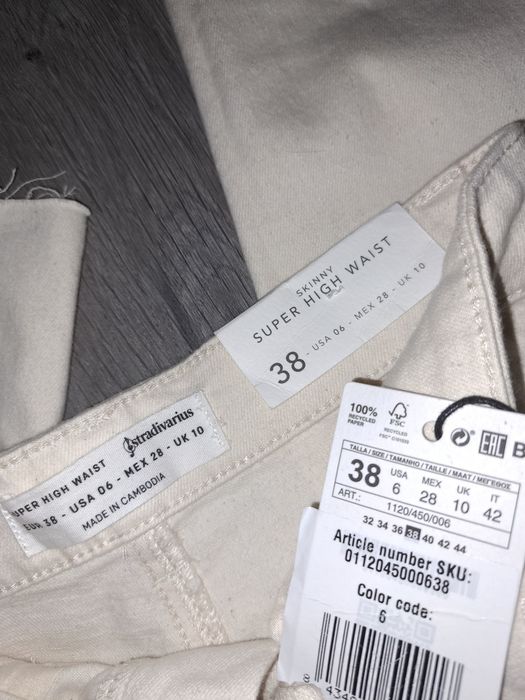 SKINNY
SUPER HIGH WAIST
38 - USA 06 - MEX 28 - UK 10
stradivarius
SUPER HIGH WAIST
EUR 38 - USA 06 - MEX 28 - UK 10
MADE IN CAMBODIA
100%
RECYCLED
PAPER
FSC
RECYCLED
EAC B
TALLA / SIZE / TAMANHO / TAILLE / MAAT / ΜΕΓΕΘΟΣ
38 USA MEX UK IT
6 28 10 42
ART.: 1120/450/006
32 34 36 38 40 42 44
Article number SKU:
0112045000638
Color code:
6